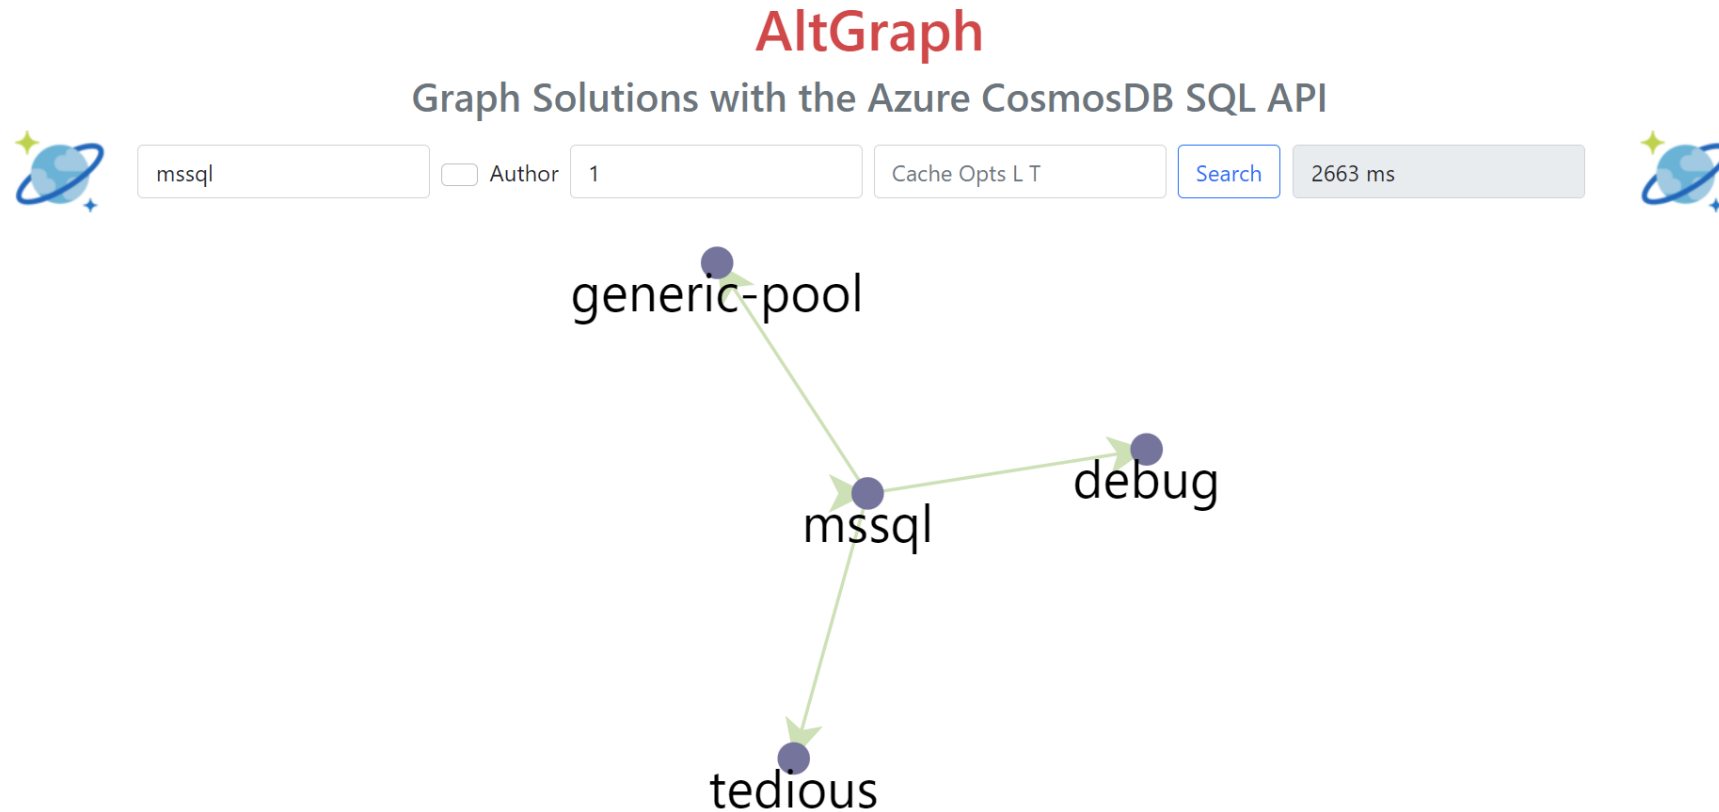 AltGraph
Graph Solutions with the Azure CosmosDB SQL API
mssql Author 1 Cache Opts L T Search 2663 ms
generic-pool
debug
mssql
tedious